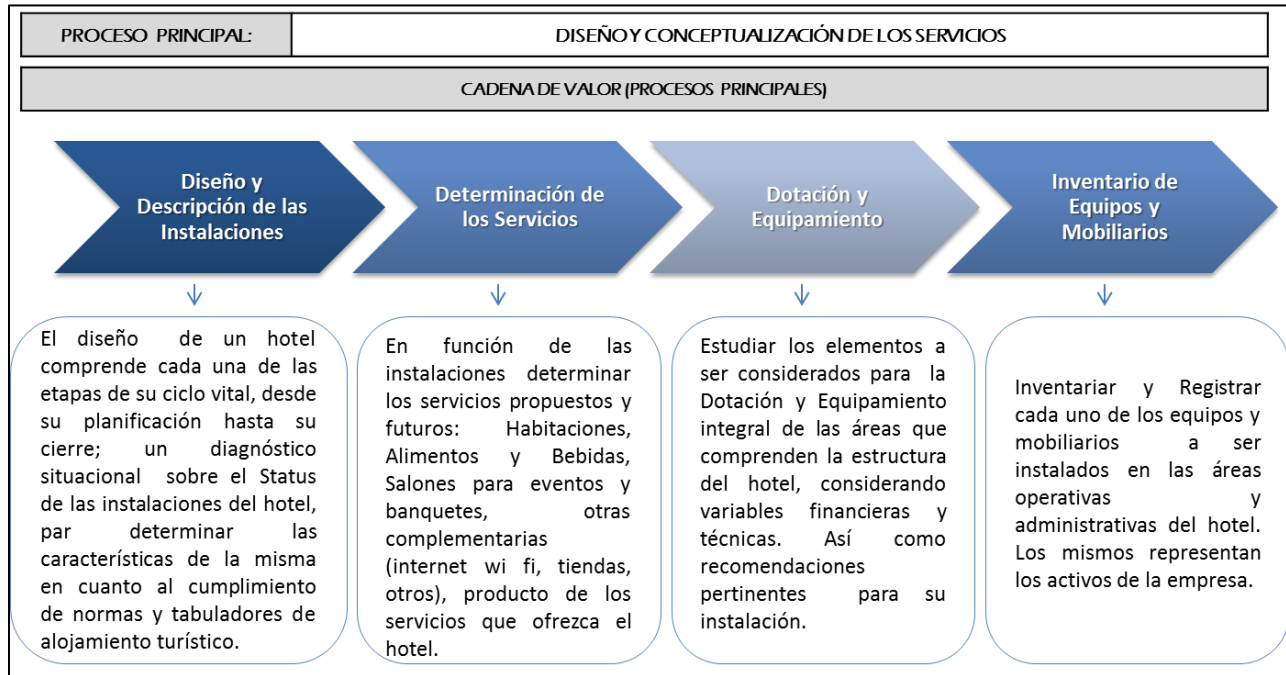 PROCESO PRINCIPAL:
DISEÑO Y CONCEPTUALIZACIÓN DE LOS SERVICIOS
CADENA DE VALOR (PROCESOS PRINCIPALES)
Diseño y
Descripción de las
Instalaciones
Determinación de
los Servicios
Dotación y
Equipamiento
Inventario de
Equipos y
Mobiliarios
El diseño de un hotel
comprende cada una de las
etapas de su ciclo vital, desde
su planificación hasta su
cierre; un diagnóstico
situacional sobre el Status
de las instalaciones del hotel,
par determinar las
características de la misma
en cuanto al cumplimiento
de normas y tabuladores de
alojamiento turístico.
En función de las
instalaciones determinar
los servicios propuestos y
futuros: Habitaciones,
Alimentos y Bebidas,
Salones para eventos y
banquetes, otras
complementarias
(internet wi fi, tiendas,
otros), producto de los
servicios que ofrezca el
hotel.
Estudiar los elementos a
ser considerados para la
Dotación y Equipamiento
integral de las áreas que
comprenden la estructura
del hotel, considerando
variables financieras y
técnicas. Así como
recomendaciones
pertinentes para su
instalación.
Inventariar y Registrar
cada uno de los equipos y
mobiliarios a ser
instalados en las áreas
operativas y
administrativas del hotel.
Los mismos representan
los activos de la empresa.